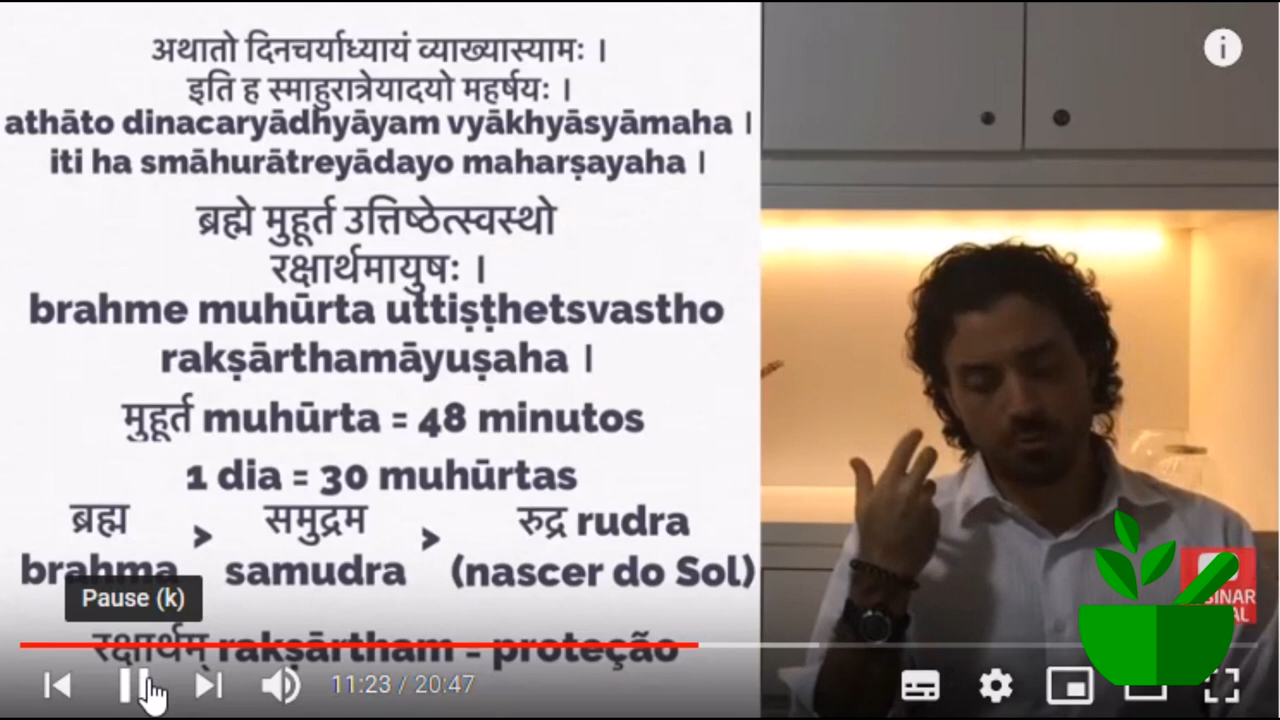 अथातो दिनचर्याध्यायं व्याख्यास्यामः ।
इति ह स्माहुरात्रेयादयो महर्षयः ।
athāto dinacaryādhyāyam vyākhyāsyāmaha ।
iti ha smāhurātreyādayo maharṣayaha ।
ब्रह्मे मुहूर्त उत्तिष्ठेत्स्वस्थो
रक्षार्थमायुषः ।
brahme muhūrta uttiṣṭhetsvastho
rakṣārthamāyuṣaha ।
मुहूर्त muhūrta = 48 minutos
1 dia = 30 muhūrtas
ब्रह्म > समुद्रम > रुद्र rudra
brahma samudra (nascer do Sol)
Pause (k)
रक्षार्थम् rakṣārtham = proteção
11:23 / 20:47